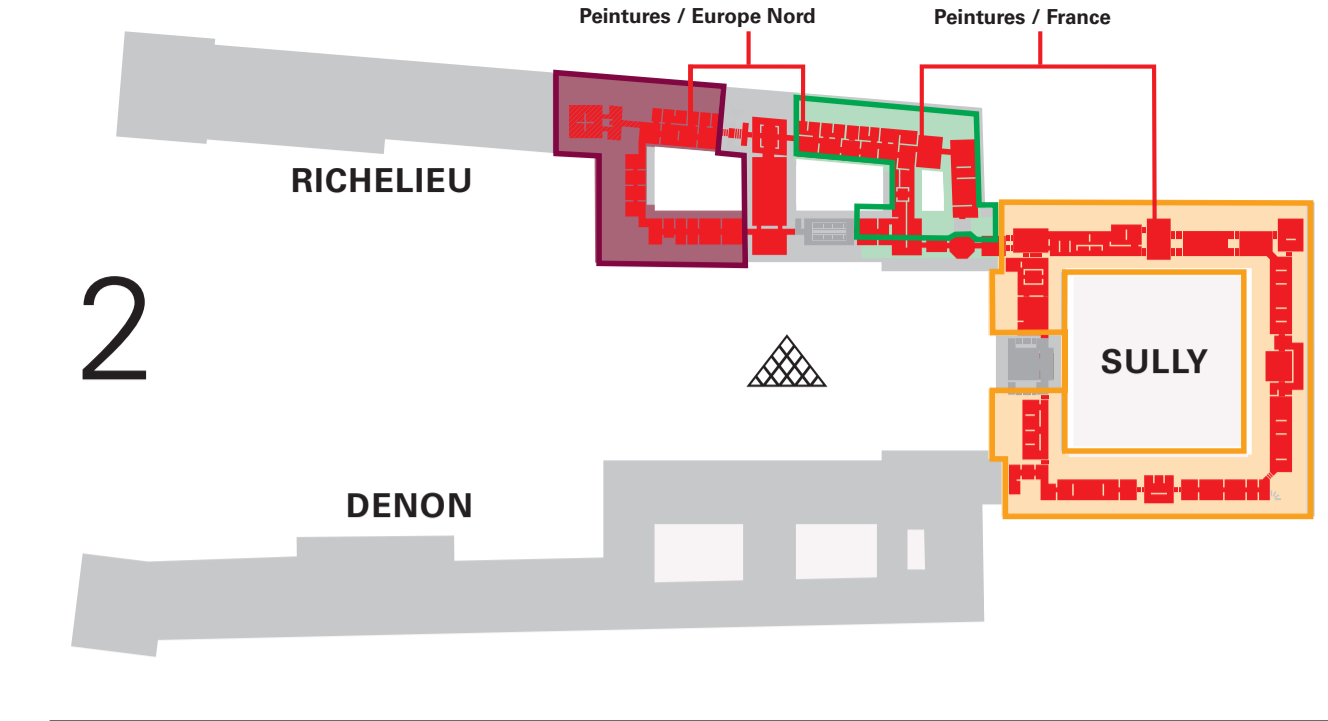 Peintures / Europe Nord
Peintures / France
RICHELIEU
2
SULLY
DENON